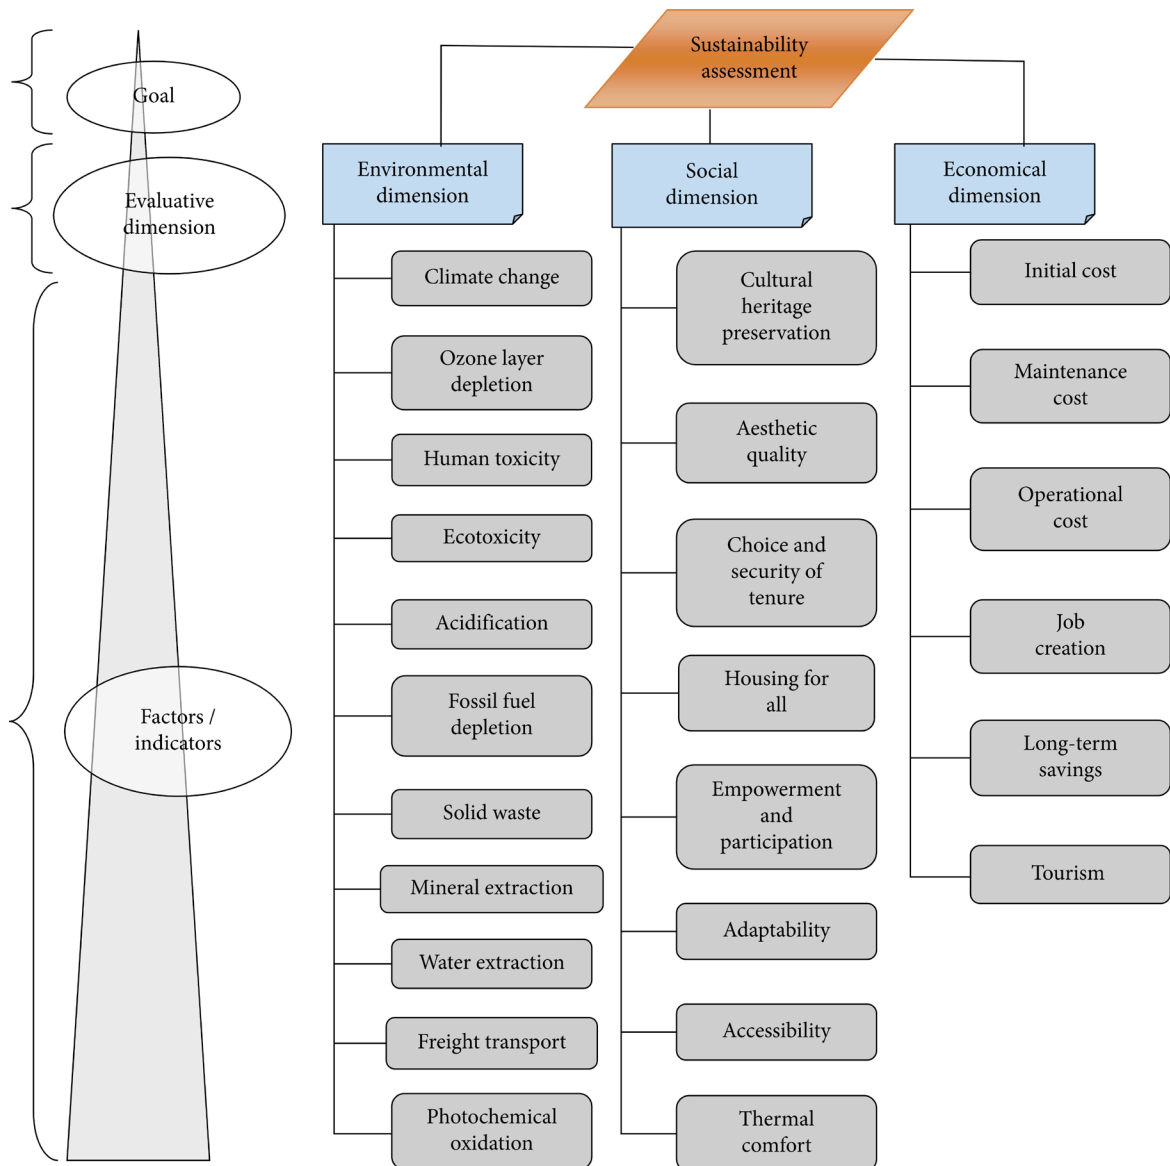 Sustainability
assessment
Goal
Evaluative
dimension
Factors /
indicators
Environmental
dimension
Climate change
Ozone layer
depletion
Human toxicity
Ecotoxicity
Acidification
Fossil fuel
depletion
Solid waste
Mineral extraction
Water extraction
Freight transport
Photochemical
oxidation
Social
dimension
Cultural
heritage
preservation
Aesthetic
quality
Choice and
security of
tenure
Housing for
all
Empowerment
and
participation
Adaptability
Accessibility
Thermal
comfort
Economical
dimension
Initial cost
Maintenance
cost
Operational
cost
Job
creation
Long-term
savings
Tourism